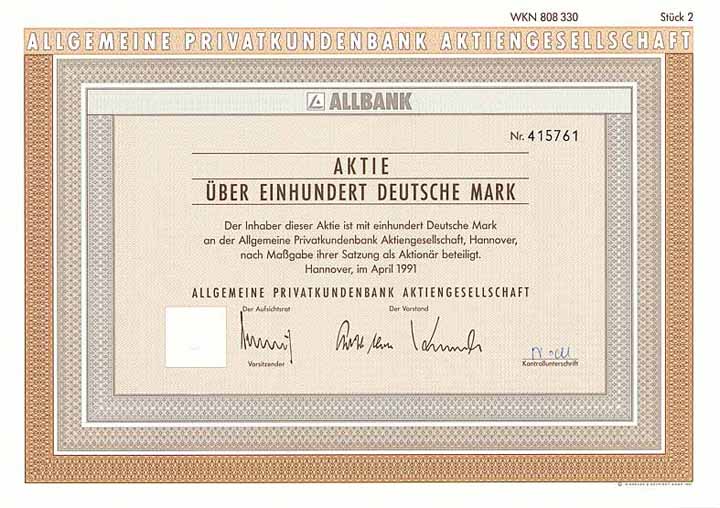 WKN 808 330 Stück 2
ALLGEMEINE PRIVATKUNDENBANK AKTIENGESELLSCHAFT
ALLBANK
Nr. 415761
AKTIE
ÜBER EINHUNDERT DEUTSCHE MARK
Der Inhaber dieser Aktie ist mit einhundert Deutsche Mark
an der Allgemeine Privatkundenbank Aktiengesellschaft, Hannover,
nach Maßgabe ihrer Satzung als Aktionär beteiligt.
Hannover, im April 1991
ALLGEMEINE PRIVATKUNDENBANK AKTIENGESELLSCHAFT
Der Aufsichtsrat Der Vorstand
Vorsitzender
Kontrollunterschrift